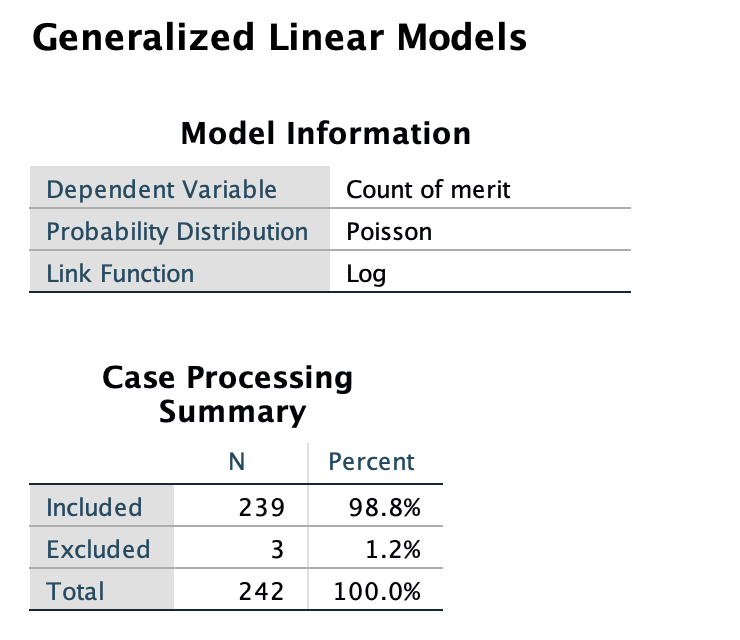 Generalized Linear Models
Model Information
Dependent Variable Count of merit
Probability Distribution Poisson
Link Function Log
Case Processing
Summary
N Percent
Included 239 98.8%
Excluded 3 1.2%
Total 242 100.0%